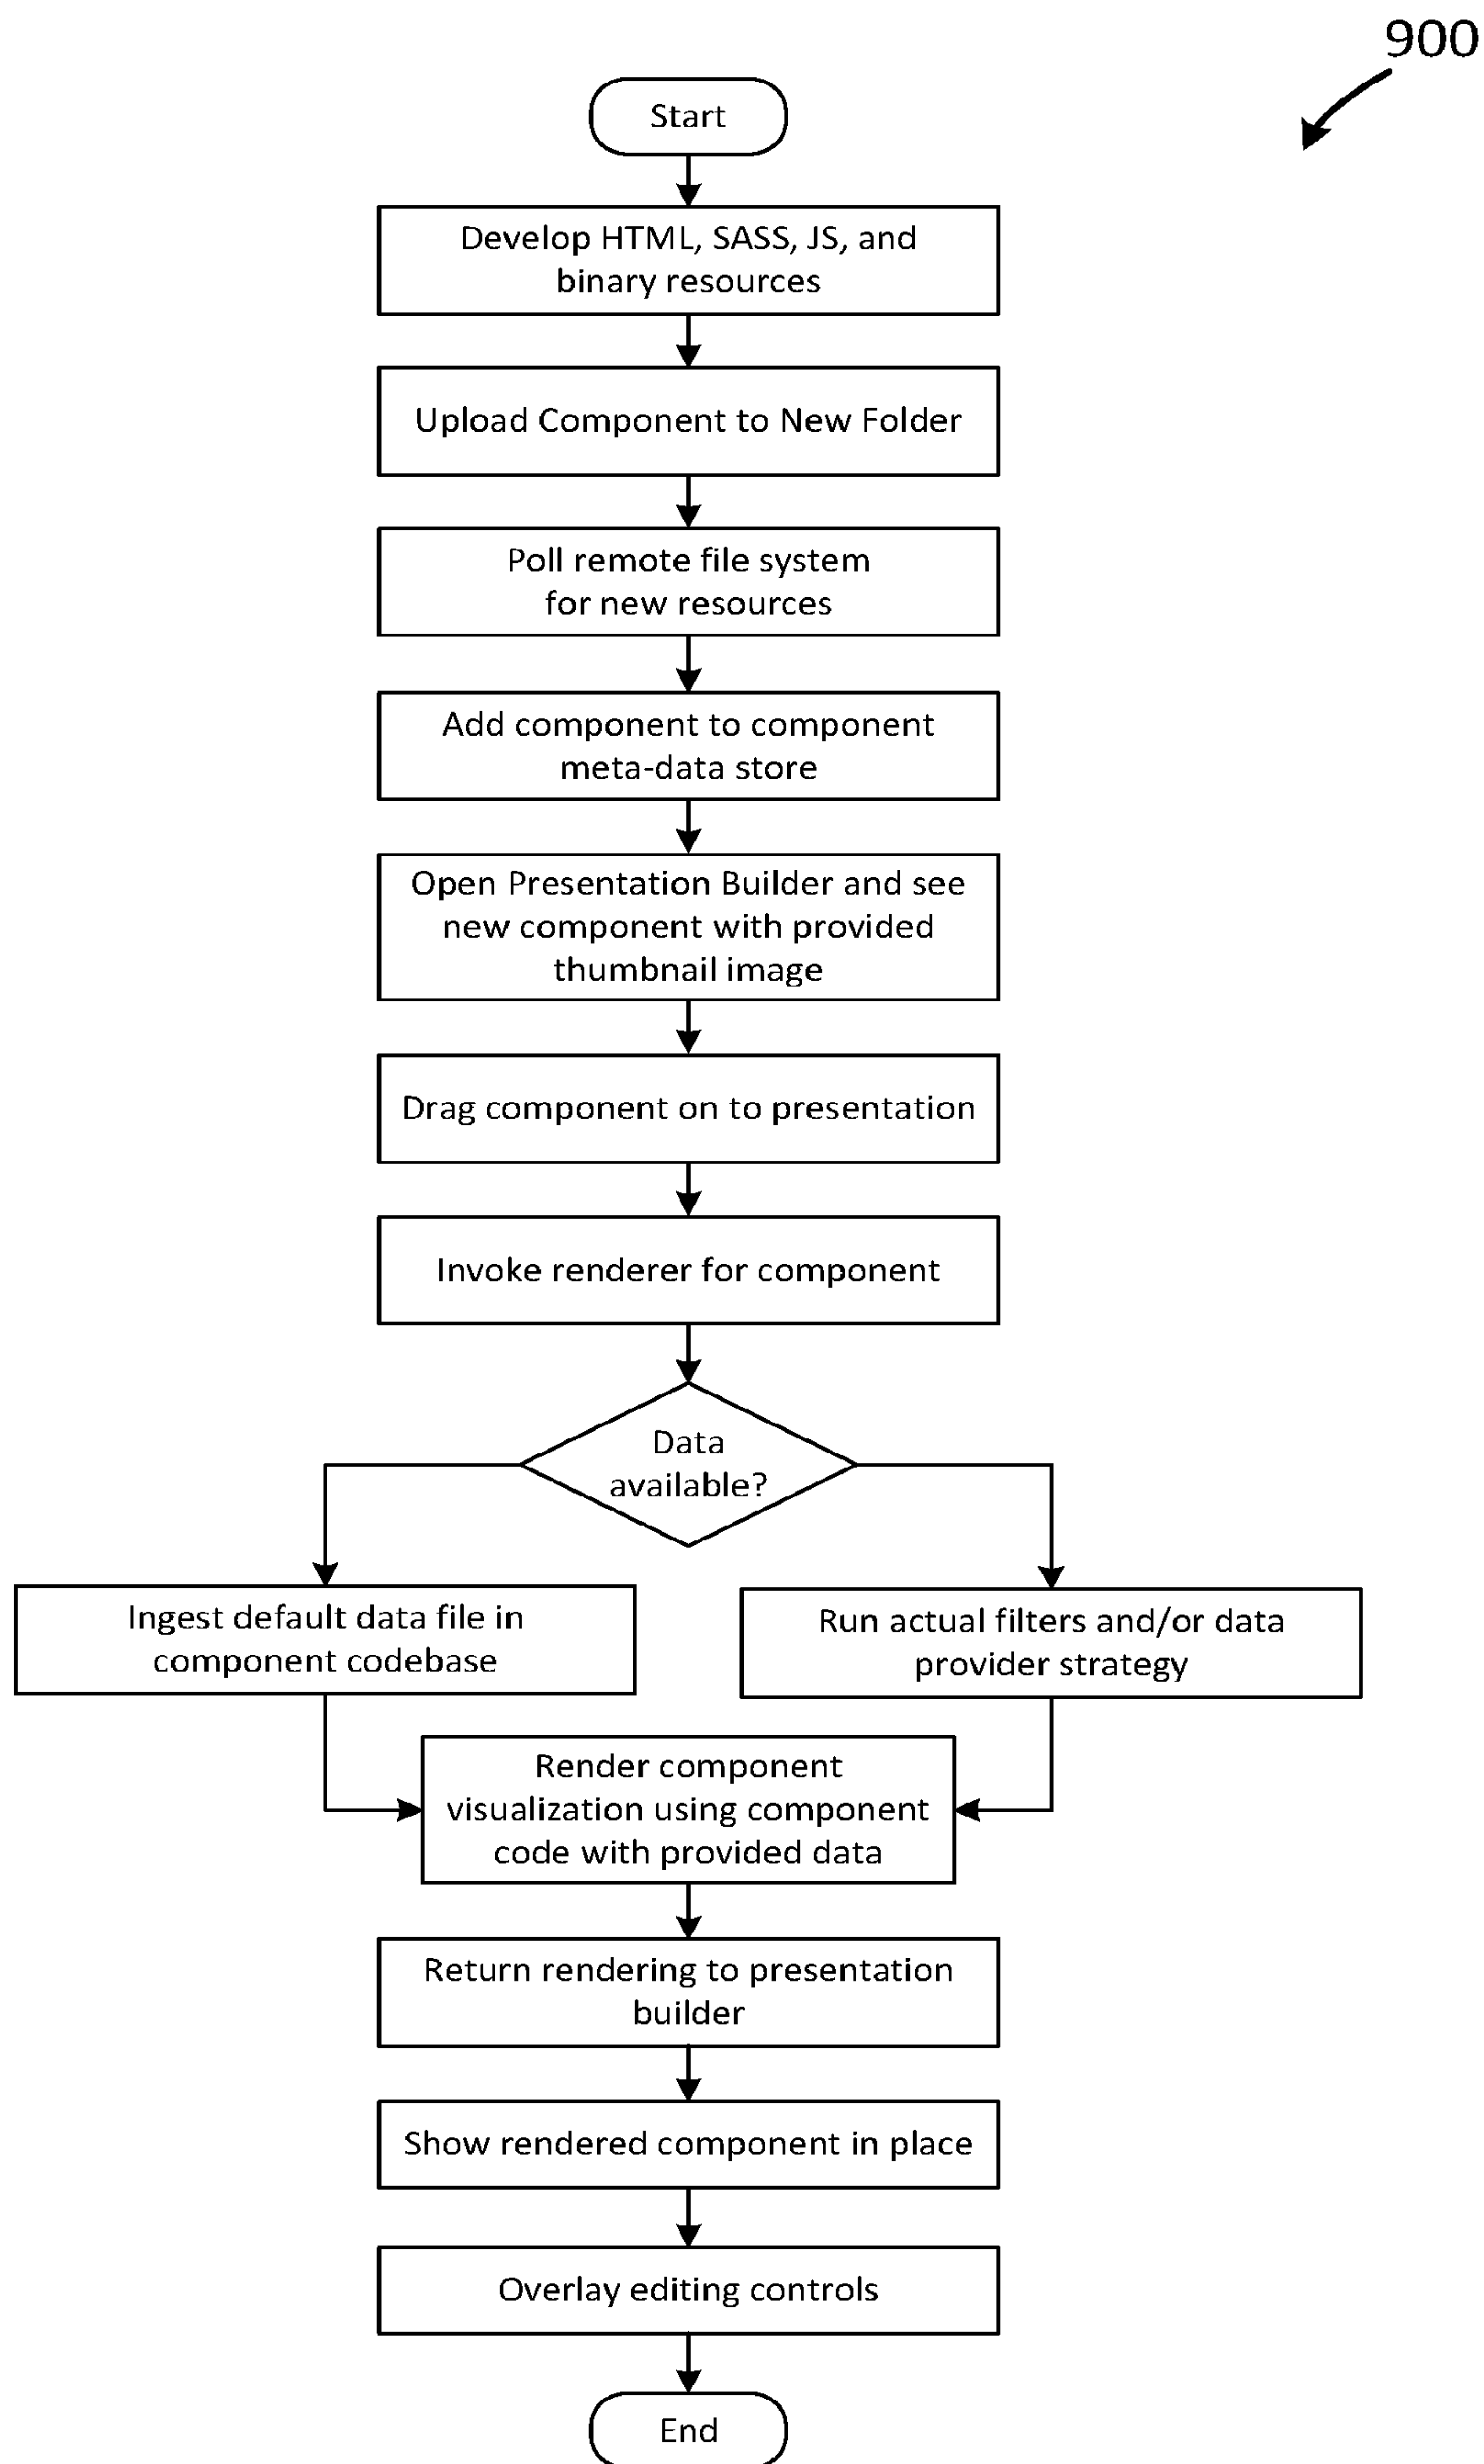 900
Start
Develop HTML, SASS, JS, and
binary resources
Upload Component to New Folder
Poll remote file system
for new resources
Add component to component
meta-data store
Open Presentation Builder and see
new component with provided
thumbnail image
Drag component on to presentation
Invoke renderer for component
Data
available?
Ingest default data file in
component codebase
Run actual filters and/or data
provider strategy
Render component
visualization using component
code with provided data
Return rendering to presentation
builder
Show rendered component in place
Overlay editing controls
End